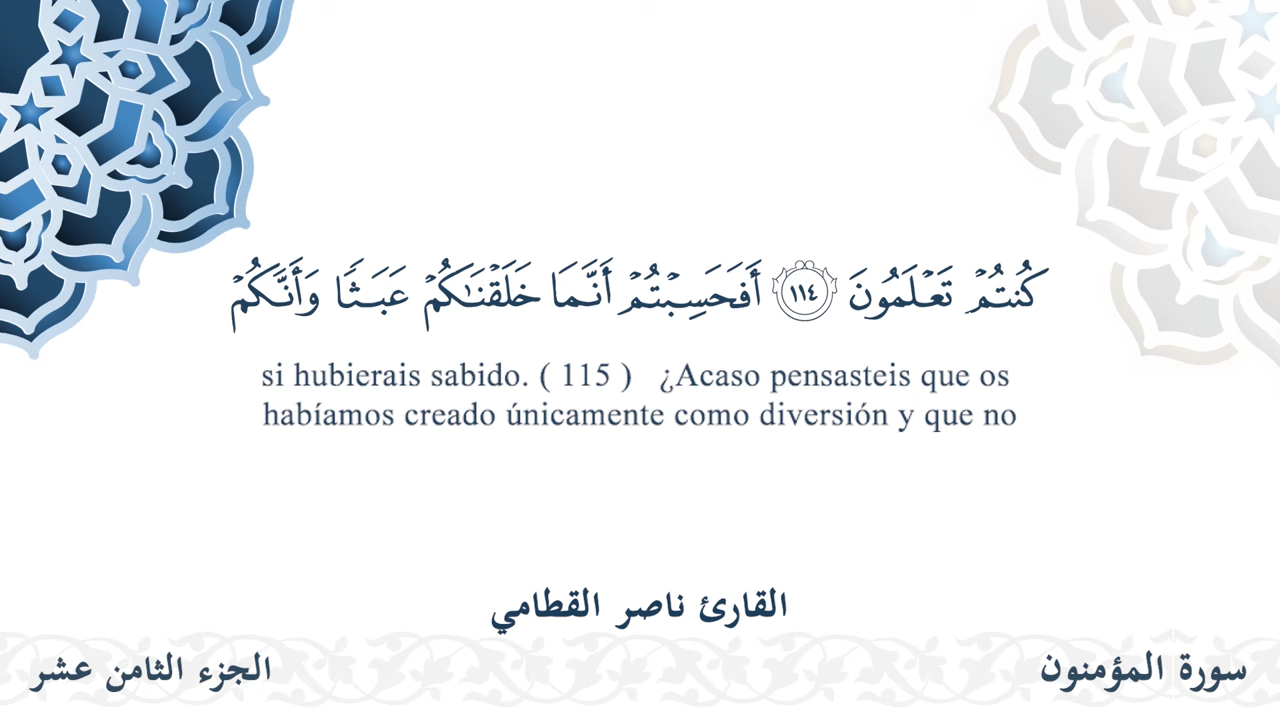 كُنتُمۡ تَعۡلَمُونَ ١١٤ أَفَحَسِبۡتُمۡ أَنَّمَا خَلَقۡنَٰكُمۡ عَبَثٗا وَأَنَّكُمۡ
si hubierais sabido. ( 115 ) ¿Acaso pensasteis que os
habíamos creado únicamente como diversión y que no
القارئ ناصر القطامي
سورة المؤمنون
الجزء الثامن عشر